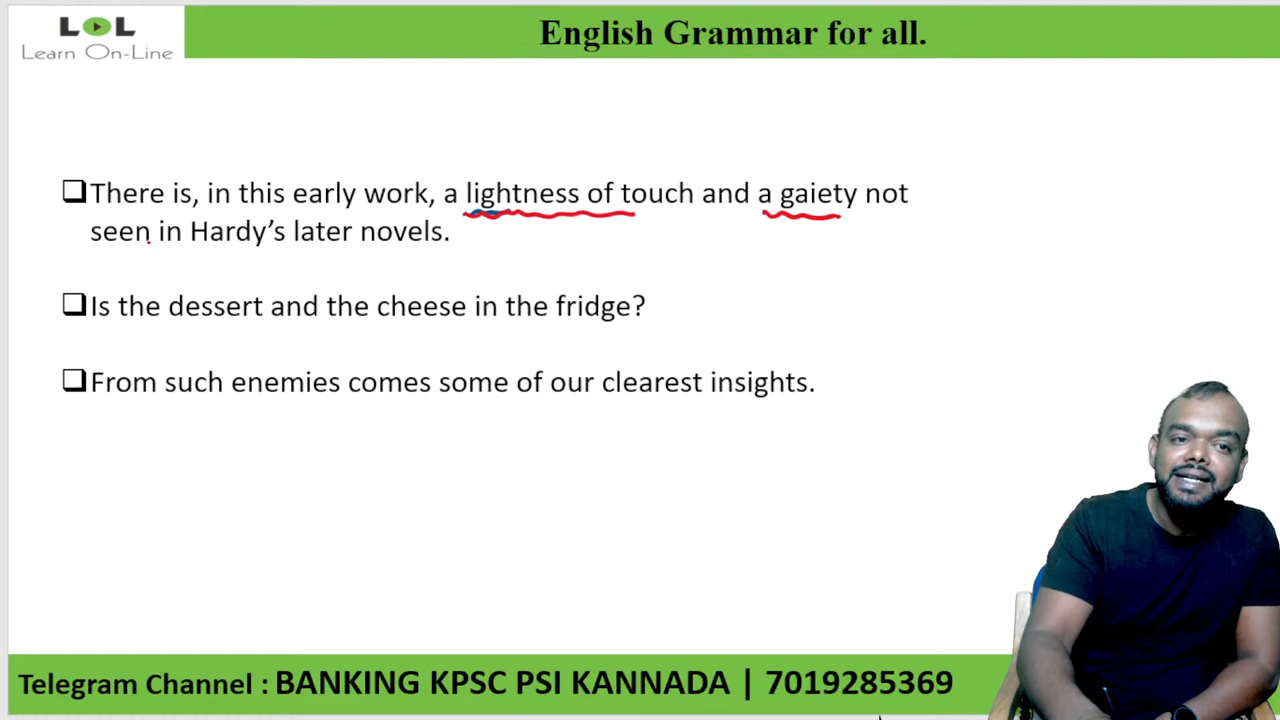 LOL
Learn On-Line
English Grammar for all.
There is, in this early work, a lightness of touch and a gaiety not
seen in Hardy’s later novels.
Is the dessert and the cheese in the fridge?
From such enemies comes some of our clearest insights.
Telegram Channel : BANKING KPSC PSI KANNADA | 7019285369